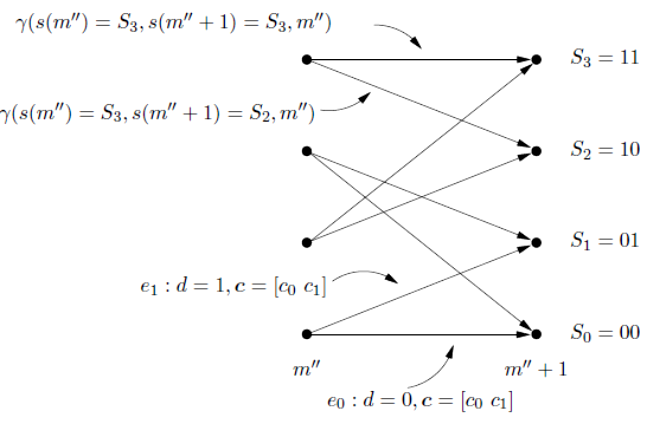 γ(s(m″) = S₃, s(m″ + 1) = S₃, m″)
S₃ = 11
γ(s(m″) = S₃, s(m″ + 1) = S₂, m″)
S₂ = 10
S₁ = 01
e₁ : d = 1, c = [c₀ c₁]
S₀ = 00
m″
m″ + 1
e₀ : d = 0, c = [c₀ c₁]